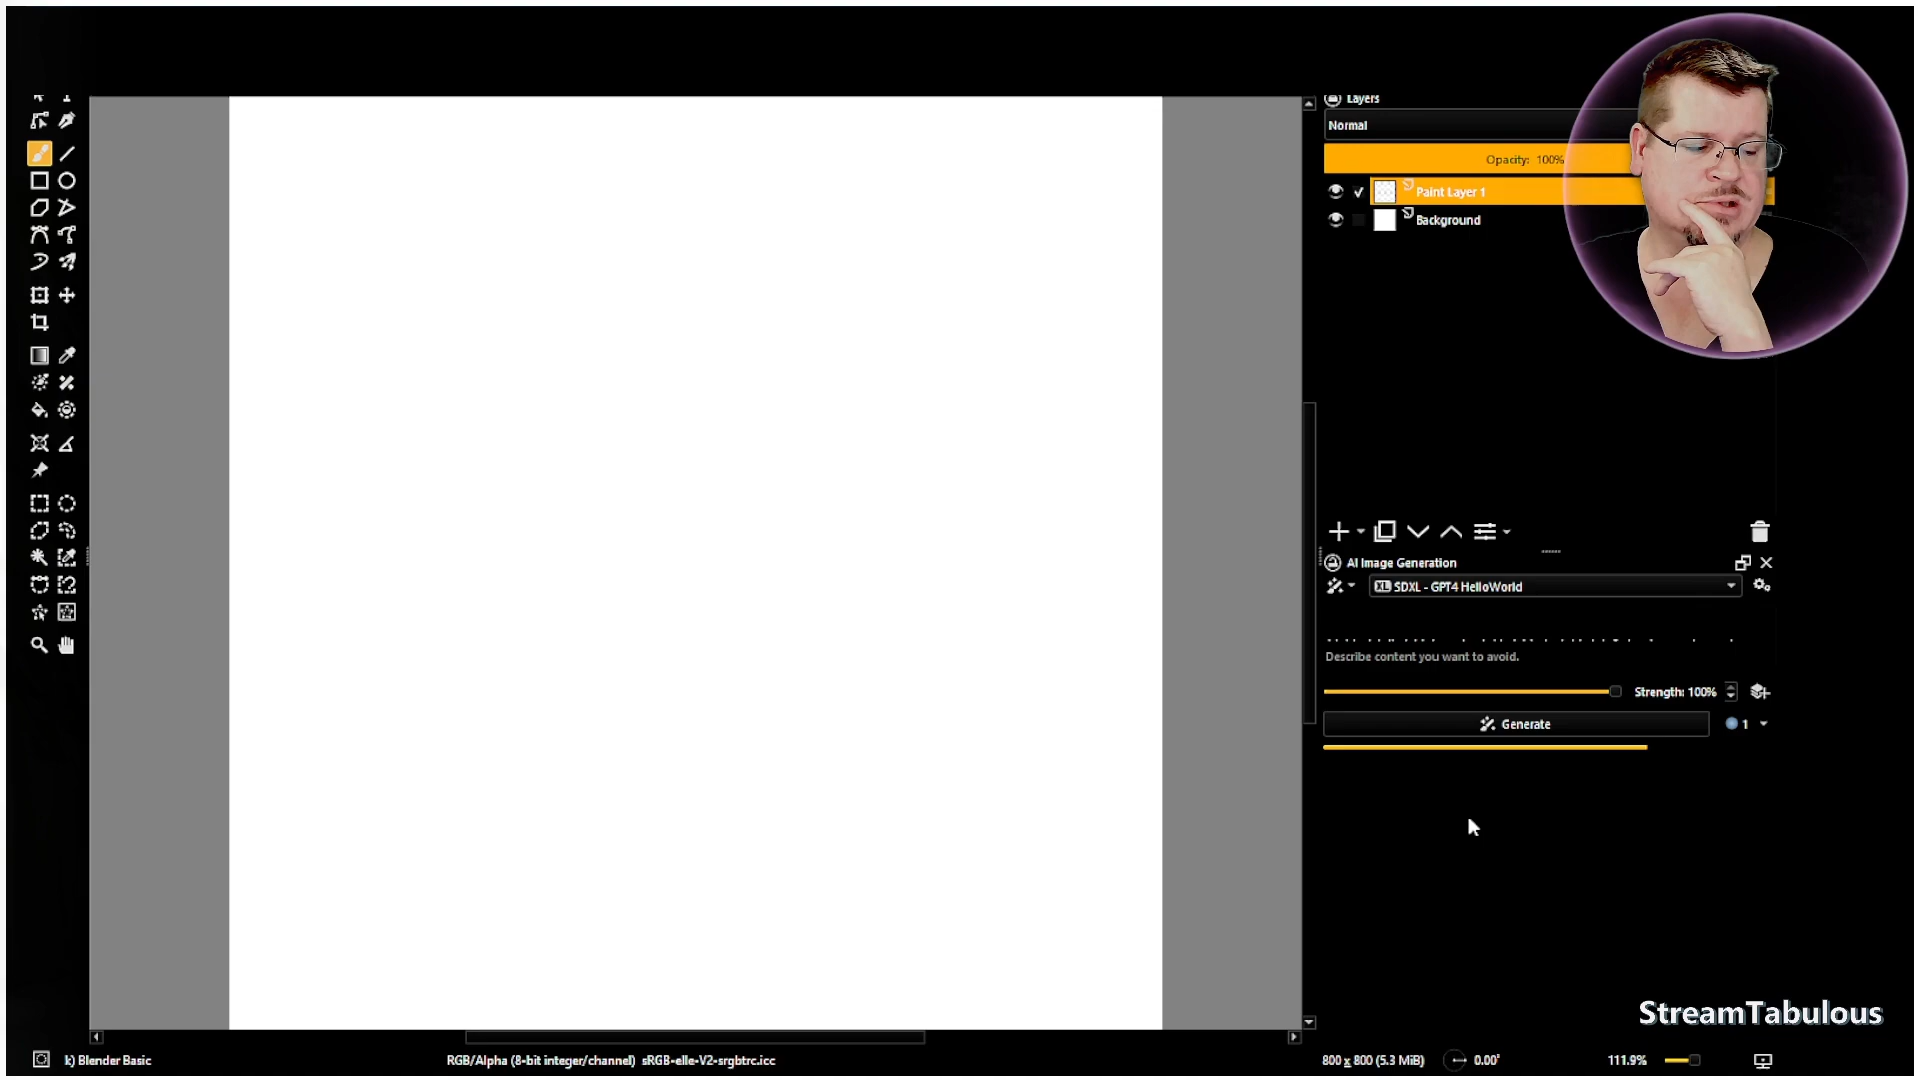 Layers
Normal
Opacity: 100%
Paint Layer 1
Background
AI Image Generation
XL SDXL - GPT4 HelloWorld
Describe content you want to avoid.
Strength: 100%
Generate
1
StreamTabulous
k) Blender Basic
RGB/Alpha (8-bit integer/channel) sRGB-elle-V2-srgbtrc.icc
800 x 800 (5.3 MiB)
0.00°
111.9%